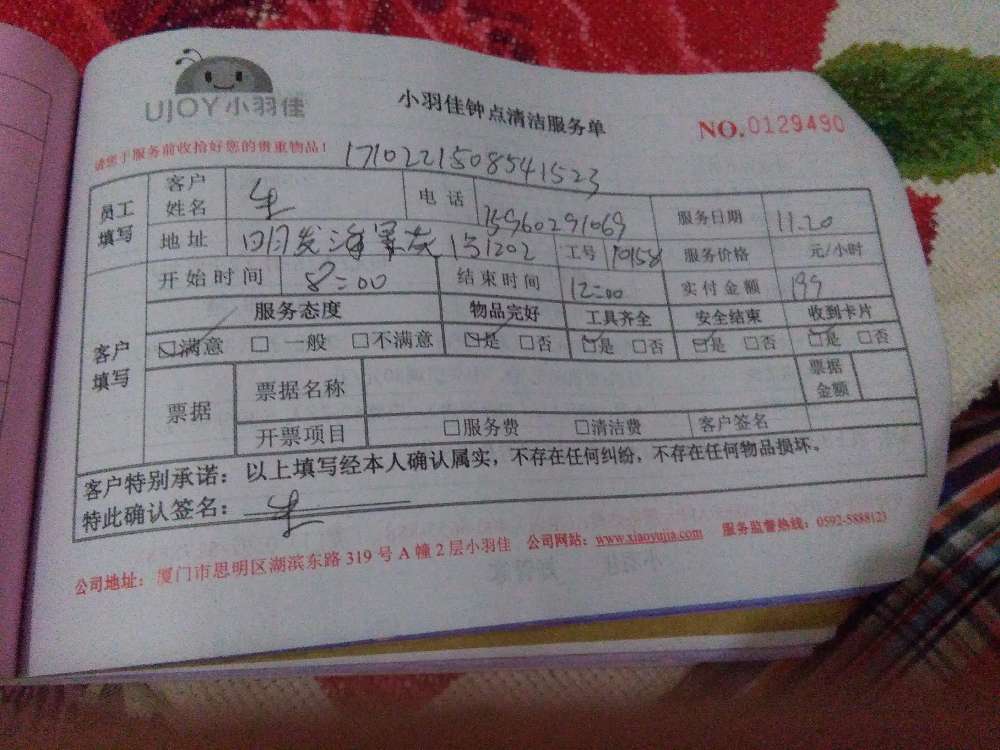 UJOY小羽佳
小羽佳钟点清洁服务单
NO.0129490
请您于服务前收拾好您的贵重物品！
1710221508541523
员工填写 客户姓名 电话 15960291069 服务日期 11.20
地址 明发海景 1号1202 工号 10158 服务价格 元/小时
开始时间 8:00 结束时间 12:00 实付金额 199
客户填写 服务态度 物品完好 工具齐全 安全结束 收到卡片
☑满意 □一般 □不满意 ☑是 □否 ☑是 □否 ☑是 □否 ☑是 □否
票据 票据名称 票据金额
开票项目 □服务费 □清洁费 客户签名
客户特别承诺：以上填写经本人确认属实，不存在任何纠纷，不存在任何物品损坏。
特此确认签名：
公司地址：厦门市思明区湖滨东路319号A幢2层小羽佳 公司网站：www.xiaoyujia.com 服务监督热线：0592-5888123